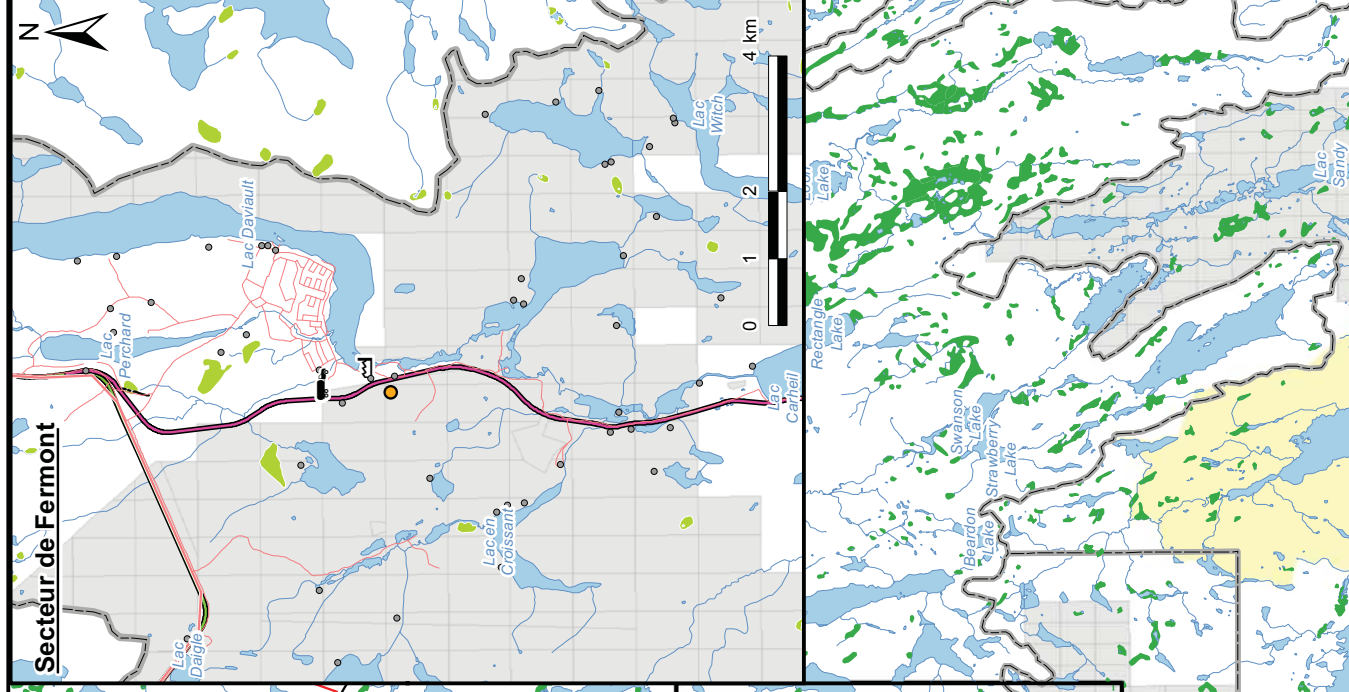 Secteur de Fermont
N
Lac Daviault
Lac
Perchard
Lac
Daigle
Lac en
Croissant
Lac
Witch
Lac
Carheil
0
1
2
4 km
Lake
Rectangle
Lake
Swanson
Lake
Strawberry
Lake
Beardon
Lake
Lac
Sandy